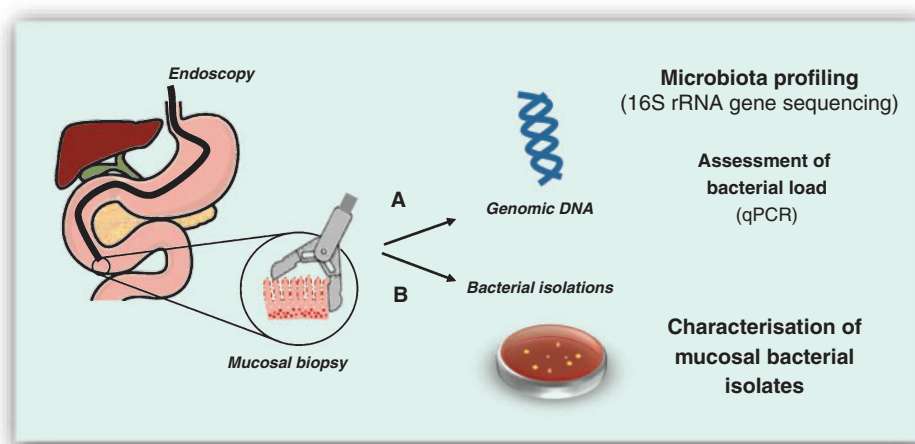 Endoscopy
Mucosal biopsy
A
B
Genomic DNA
Bacterial isolations
Microbiota profiling
(16S rRNA gene sequencing)
Assessment of
bacterial load
(qPCR)
Characterisation of
mucosal bacterial
isolates